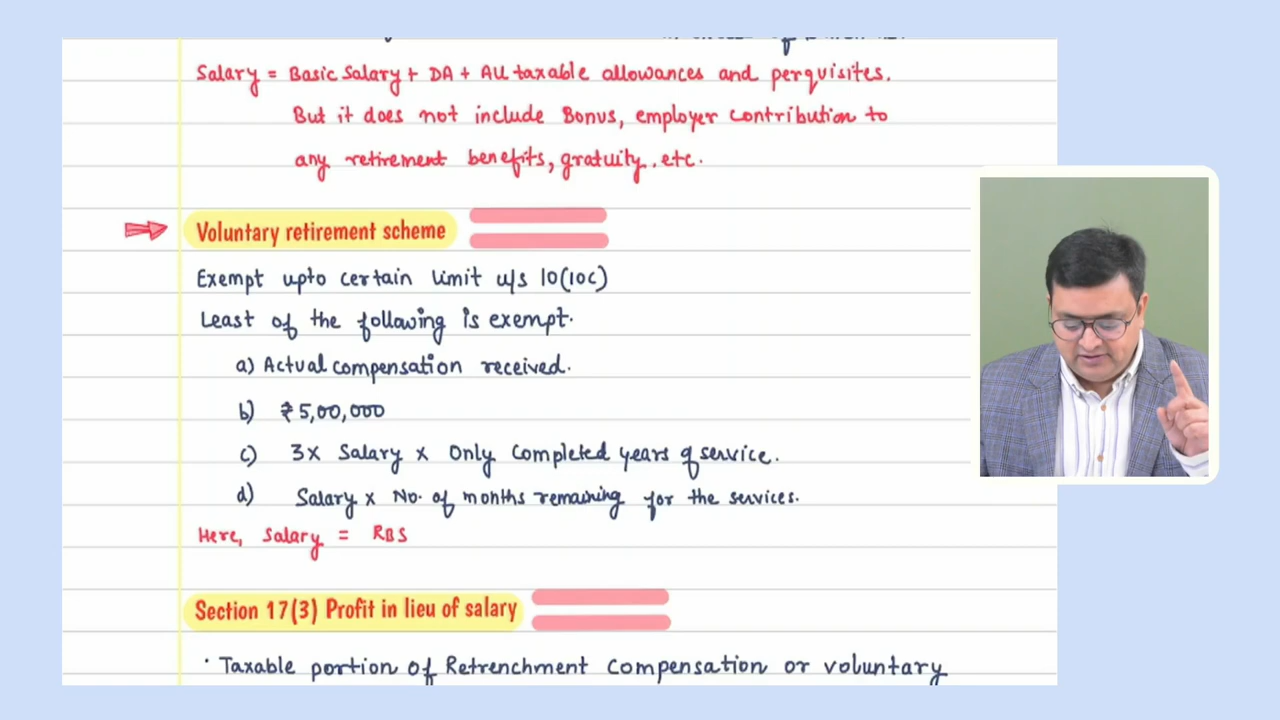 Salary = Basic Salary + DA + All taxable allowances and perquisites.
But it does not include Bonus, employer contribution to
any retirement benefits, gratuity, etc.
Voluntary retirement scheme
Exempt upto certain limit u/s 10(10C)
Least of the following is exempt.
a) Actual compensation received.
b) ₹5,00,000
c) 3x Salary x Only Completed years of service.
d) Salary x No. of months remaining for the services.
Here, Salary = RBS
Section 17(3) Profit in lieu of salary
· Taxable portion of Retrenchment compensation or voluntary